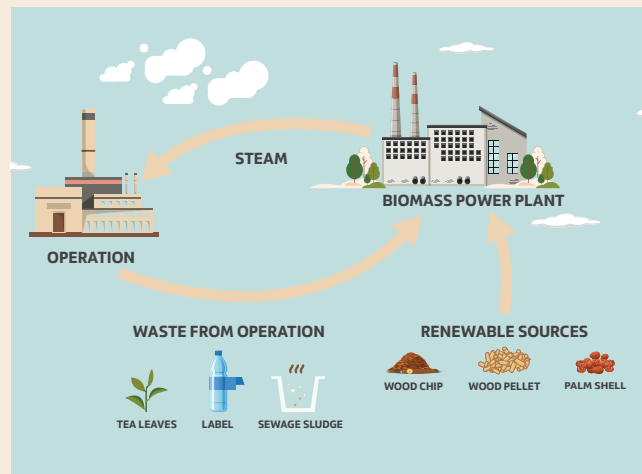 STEAM
BIOMASS POWER PLANT
OPERATION
WASTE FROM OPERATION
RENEWABLE SOURCES
WOOD CHIP
WOOD PELLET
PALM SHELL
TEA LEAVES
LABEL
SEWAGE SLUDGE